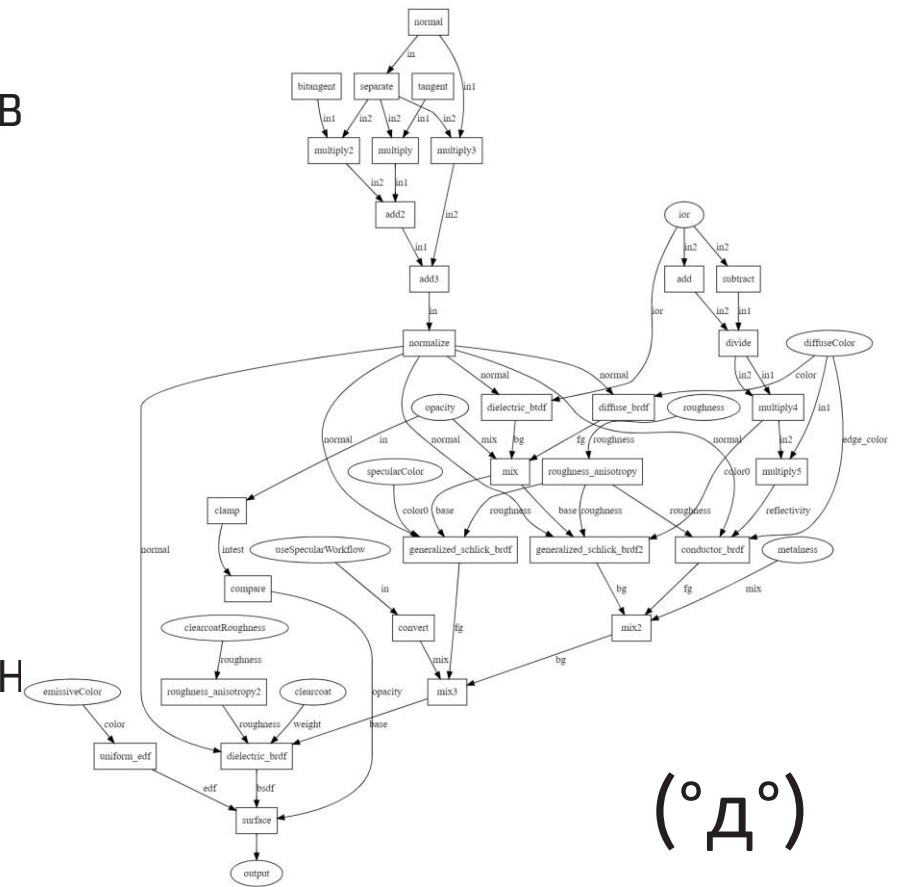 normal
in
in1
B
bitangent
separate
tangent
in1 in2 in2 in1 in2
multiply2
multiply
multiply3
in2 in1
add2
in2
in1
ior
in2 in2
add3
add
subtract
in
ior
in2 in1
normalize
divide
diffuseColor
normal
normal
in2 in1
color
opacity
dielectric_btdf
diffuse_brdf
roughness
multiply4
in1
normal
in
normal
mix
bg
fg
roughness
normal
in2
edge_color
specularColor
mix
roughness_anisotropy
color0
multiply5
clamp
color0
base
roughness
base
roughness
roughness
reflectivity
normal
intest
useSpecularWorkflow
generalized_schlick_brdf
generalized_schlick_brdf2
conductor_brdf
metalness
compare
in
bg
fg
mix
clearcoatRoughness
convert
fg
mix2
roughness
mix
bg
H
emissiveColor
roughness_anisotropy2
clearcoat
opacity
mix3
color
roughness
weight
base
uniform_edf
dielectric_brdf
edf
bsdf
surface
(°д°)
output